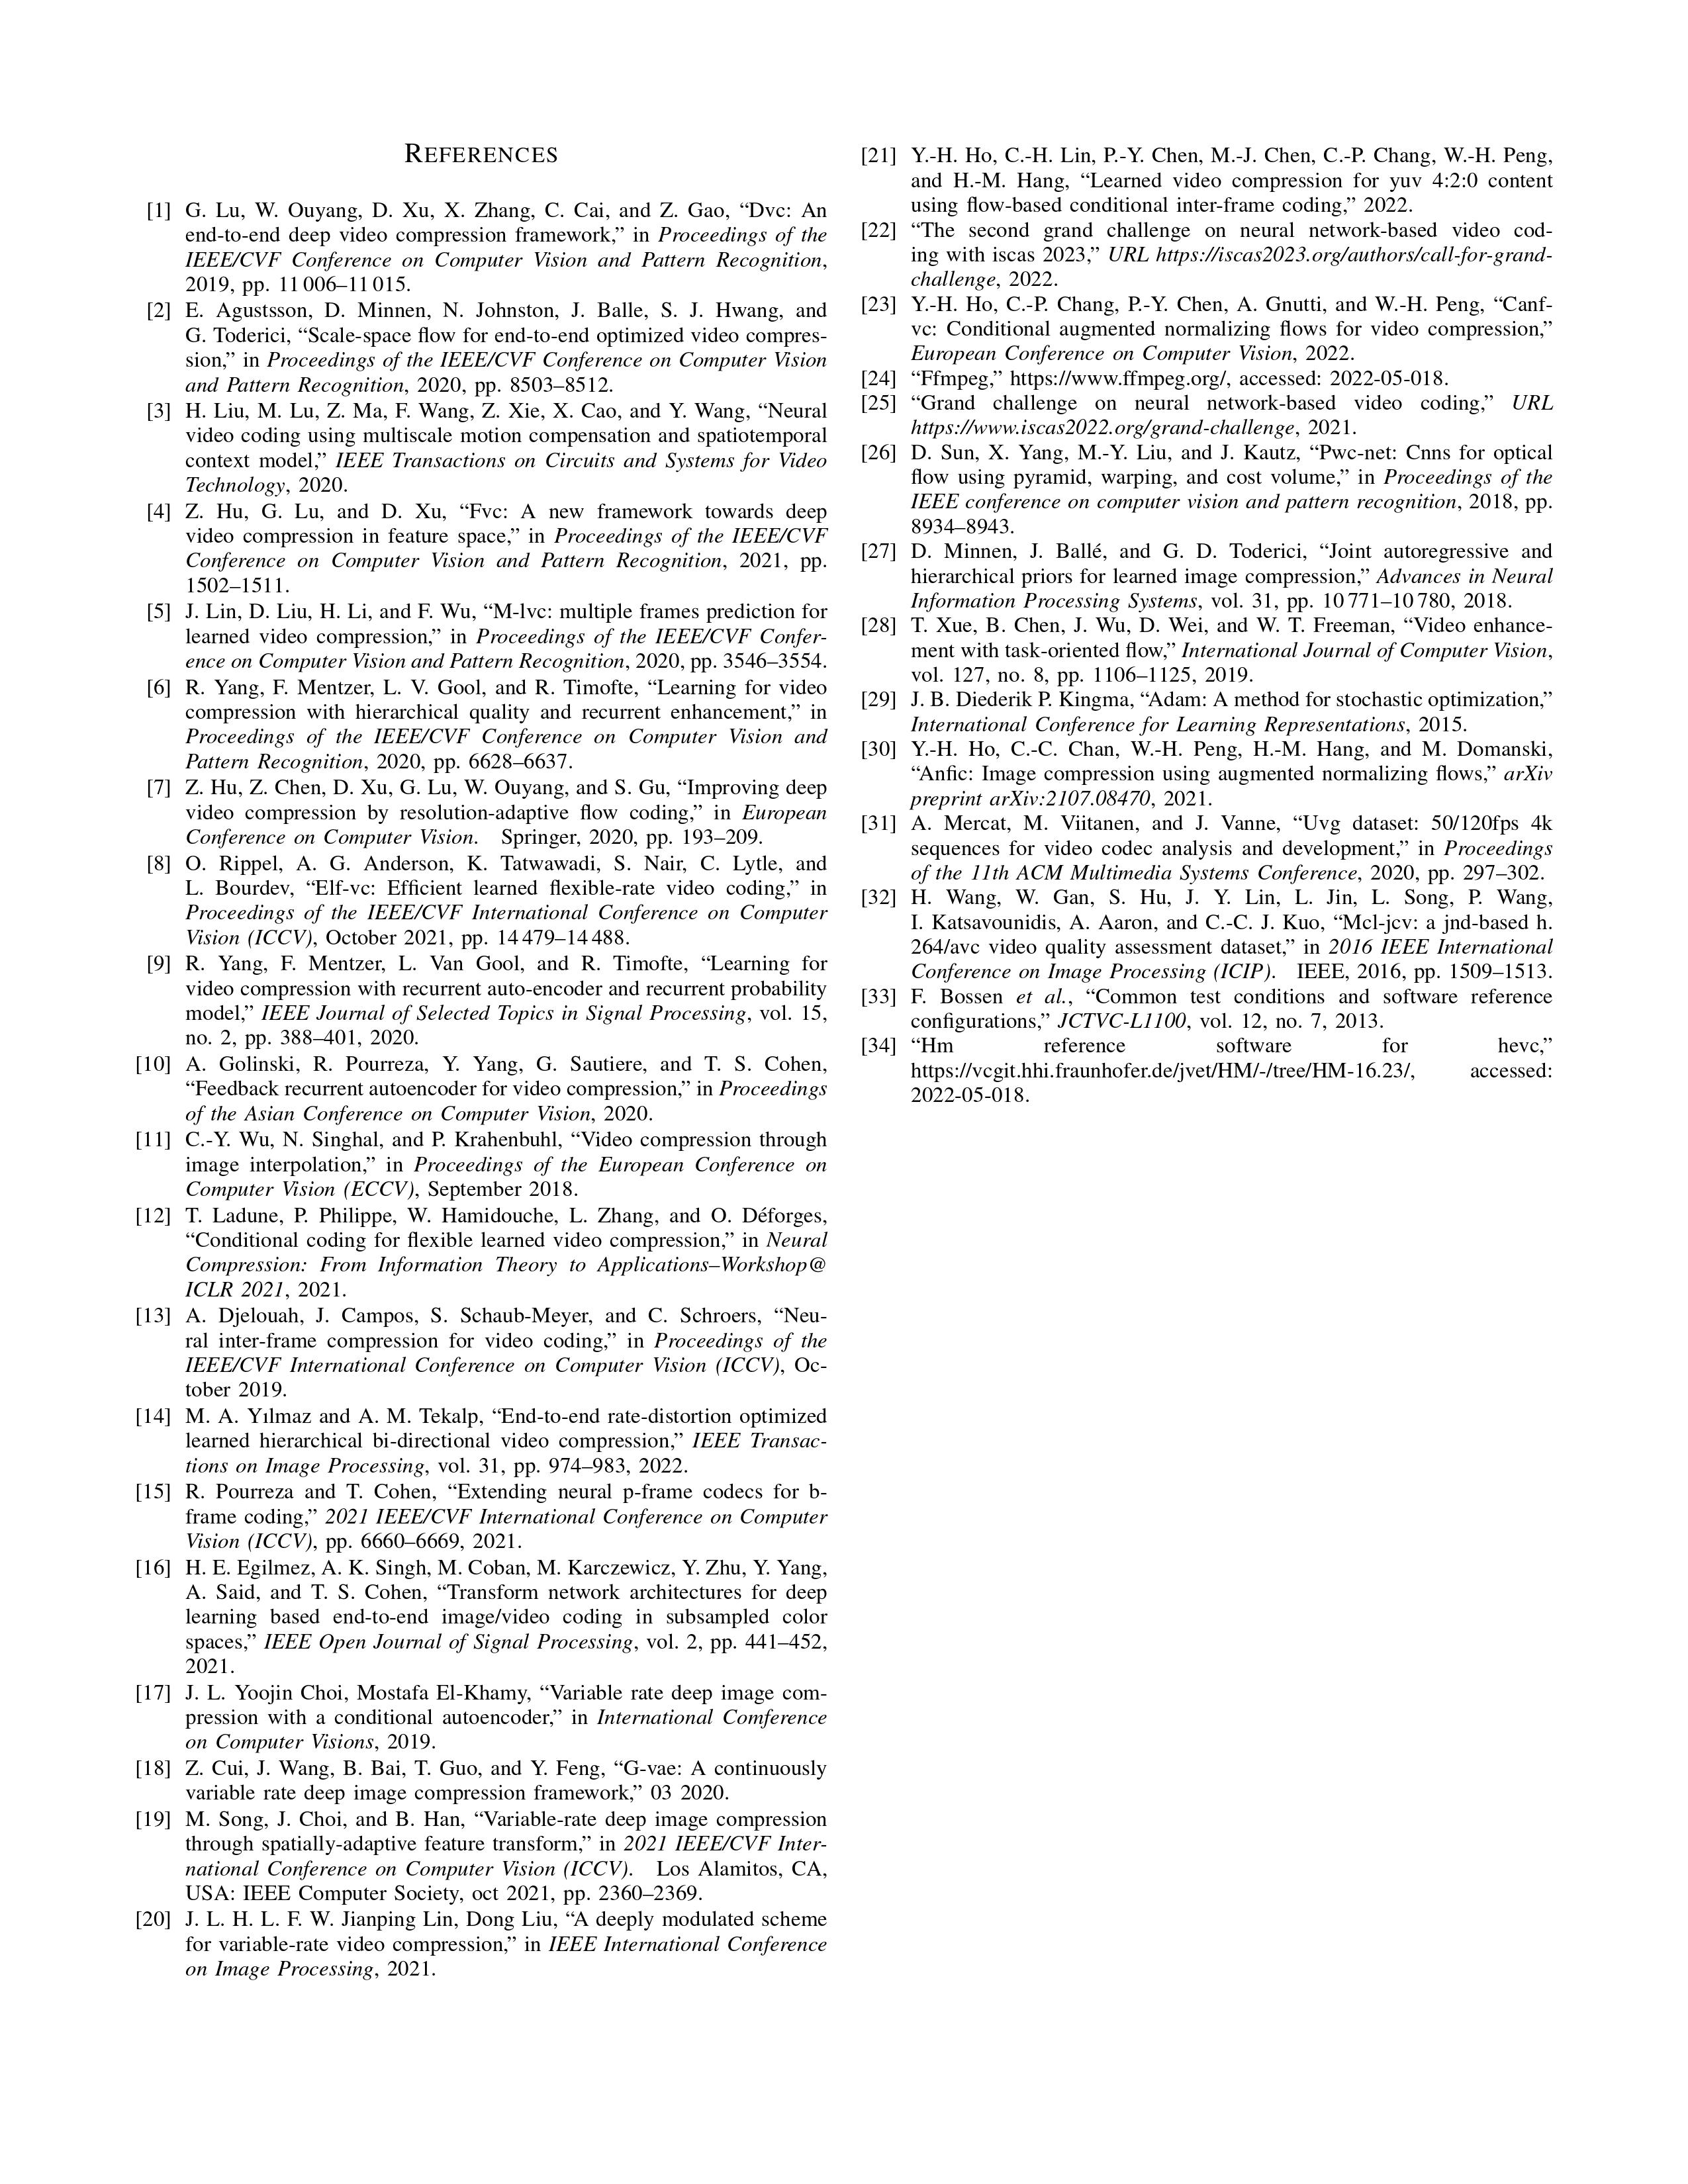 REFERENCES
[1] G. Lu, W. Ouyang, D. Xu, X. Zhang, C. Cai, and Z. Gao, “Dvc: An
end-to-end deep video compression framework,” in Proceedings of the
IEEE/CVF Conference on Computer Vision and Pattern Recognition,
2019, pp. 11 006–11 015.
[2] E. Agustsson, D. Minnen, N. Johnston, J. Balle, S. J. Hwang, and
G. Toderici, “Scale-space flow for end-to-end optimized video compres-
sion,” in Proceedings of the IEEE/CVF Conference on Computer Vision
and Pattern Recognition, 2020, pp. 8503–8512.
[3] H. Liu, M. Lu, Z. Ma, F. Wang, Z. Xie, X. Cao, and Y. Wang, “Neural
video coding using multiscale motion compensation and spatiotemporal
context model,” IEEE Transactions on Circuits and Systems for Video
Technology, 2020.
[4] Z. Hu, G. Lu, and D. Xu, “Fvc: A new framework towards deep
video compression in feature space,” in Proceedings of the IEEE/CVF
Conference on Computer Vision and Pattern Recognition, 2021, pp.
1502–1511.
[5] J. Lin, D. Liu, H. Li, and F. Wu, “M-lvc: multiple frames prediction for
learned video compression,” in Proceedings of the IEEE/CVF Confer-
ence on Computer Vision and Pattern Recognition, 2020, pp. 3546–3554.
[6] R. Yang, F. Mentzer, L. V. Gool, and R. Timofte, “Learning for video
compression with hierarchical quality and recurrent enhancement,” in
Proceedings of the IEEE/CVF Conference on Computer Vision and
Pattern Recognition, 2020, pp. 6628–6637.
[7] Z. Hu, Z. Chen, D. Xu, G. Lu, W. Ouyang, and S. Gu, “Improving deep
video compression by resolution-adaptive flow coding,” in European
Conference on Computer Vision. Springer, 2020, pp. 193–209.
[8] O. Rippel, A. G. Anderson, K. Tatwawadi, S. Nair, C. Lytle, and
L. Bourdev, “Elf-vc: Efficient learned flexible-rate video coding,” in
Proceedings of the IEEE/CVF International Conference on Computer
Vision (ICCV), October 2021, pp. 14 479–14 488.
[9] R. Yang, F. Mentzer, L. Van Gool, and R. Timofte, “Learning for
video compression with recurrent auto-encoder and recurrent probability
model,” IEEE Journal of Selected Topics in Signal Processing, vol. 15,
no. 2, pp. 388–401, 2020.
[10] A. Golinski, R. Pourreza, Y. Yang, G. Sautiere, and T. S. Cohen,
“Feedback recurrent autoencoder for video compression,” in Proceedings
of the Asian Conference on Computer Vision, 2020.
[11] C.-Y. Wu, N. Singhal, and P. Krahenbuhl, “Video compression through
image interpolation,” in Proceedings of the European Conference on
Computer Vision (ECCV), September 2018.
[12] T. Ladune, P. Philippe, W. Hamidouche, L. Zhang, and O. Déforges,
“Conditional coding for flexible learned video compression,” in Neural
Compression: From Information Theory to Applications–Workshop@
ICLR 2021, 2021.
[13] A. Djelouah, J. Campos, S. Schaub-Meyer, and C. Schroers, “Neu-
ral inter-frame compression for video coding,” in Proceedings of the
IEEE/CVF International Conference on Computer Vision (ICCV), Oc-
tober 2019.
[14] M. A. Yılmaz and A. M. Tekalp, “End-to-end rate-distortion optimized
learned hierarchical bi-directional video compression,” IEEE Transac-
tions on Image Processing, vol. 31, pp. 974–983, 2022.
[15] R. Pourreza and T. Cohen, “Extending neural p-frame codecs for b-
frame coding,” 2021 IEEE/CVF International Conference on Computer
Vision (ICCV), pp. 6660–6669, 2021.
[16] H. E. Egilmez, A. K. Singh, M. Coban, M. Karczewicz, Y. Zhu, Y. Yang,
A. Said, and T. S. Cohen, “Transform network architectures for deep
learning based end-to-end image/video coding in subsampled color
spaces,” IEEE Open Journal of Signal Processing, vol. 2, pp. 441–452,
2021.
[17] J. L. Yoojin Choi, Mostafa El-Khamy, “Variable rate deep image com-
pression with a conditional autoencoder,” in International Comference
on Computer Visions, 2019.
[18] Z. Cui, J. Wang, B. Bai, T. Guo, and Y. Feng, “G-vae: A continuously
variable rate deep image compression framework,” 03 2020.
[19] M. Song, J. Choi, and B. Han, “Variable-rate deep image compression
through spatially-adaptive feature transform,” in 2021 IEEE/CVF Inter-
national Conference on Computer Vision (ICCV). Los Alamitos, CA,
USA: IEEE Computer Society, oct 2021, pp. 2360–2369.
[20] J. L. H. L. F. W. Jianping Lin, Dong Liu, “A deeply modulated scheme
for variable-rate video compression,” in IEEE International Conference
on Image Processing, 2021.
[21] Y.-H. Ho, C.-H. Lin, P.-Y. Chen, M.-J. Chen, C.-P. Chang, W.-H. Peng,
and H.-M. Hang, “Learned video compression for yuv 4:2:0 content
using flow-based conditional inter-frame coding,” 2022.
[22] “The second grand challenge on neural network-based video cod-
ing with iscas 2023,” URL https://iscas2023.org/authors/call-for-grand-
challenge, 2022.
[23] Y.-H. Ho, C.-P. Chang, P.-Y. Chen, A. Gnutti, and W.-H. Peng, “Canf-
vc: Conditional augmented normalizing flows for video compression,”
European Conference on Computer Vision, 2022.
[24] “Ffmpeg,” https://www.ffmpeg.org/, accessed: 2022-05-018.
[25] “Grand challenge on neural network-based video coding,” URL
https://www.iscas2022.org/grand-challenge, 2021.
[26] D. Sun, X. Yang, M.-Y. Liu, and J. Kautz, “Pwc-net: Cnns for optical
flow using pyramid, warping, and cost volume,” in Proceedings of the
IEEE conference on computer vision and pattern recognition, 2018, pp.
8934–8943.
[27] D. Minnen, J. Ballé, and G. D. Toderici, “Joint autoregressive and
hierarchical priors for learned image compression,” Advances in Neural
Information Processing Systems, vol. 31, pp. 10 771–10 780, 2018.
[28] T. Xue, B. Chen, J. Wu, D. Wei, and W. T. Freeman, “Video enhance-
ment with task-oriented flow,” International Journal of Computer Vision,
vol. 127, no. 8, pp. 1106–1125, 2019.
[29] J. B. Diederik P. Kingma, “Adam: A method for stochastic optimization,”
International Conference for Learning Representations, 2015.
[30] Y.-H. Ho, C.-C. Chan, W.-H. Peng, H.-M. Hang, and M. Domanski,
“Anfic: Image compression using augmented normalizing flows,” arXiv
preprint arXiv:2107.08470, 2021.
[31] A. Mercat, M. Viitanen, and J. Vanne, “Uvg dataset: 50/120fps 4k
sequences for video codec analysis and development,” in Proceedings
of the 11th ACM Multimedia Systems Conference, 2020, pp. 297–302.
[32] H. Wang, W. Gan, S. Hu, J. Y. Lin, L. Jin, L. Song, P. Wang,
I. Katsavounidis, A. Aaron, and C.-C. J. Kuo, “Mcl-jcv: a jnd-based h.
264/avc video quality assessment dataset,” in 2016 IEEE International
Conference on Image Processing (ICIP). IEEE, 2016, pp. 1509–1513.
[33] F. Bossen et al., “Common test conditions and software reference
configurations,” JCTVC-L1100, vol. 12, no. 7, 2013.
[34] “Hm reference software for hevc,”
https://vcgit.hhi.fraunhofer.de/jvet/HM/-/tree/HM-16.23/, accessed:
2022-05-018.